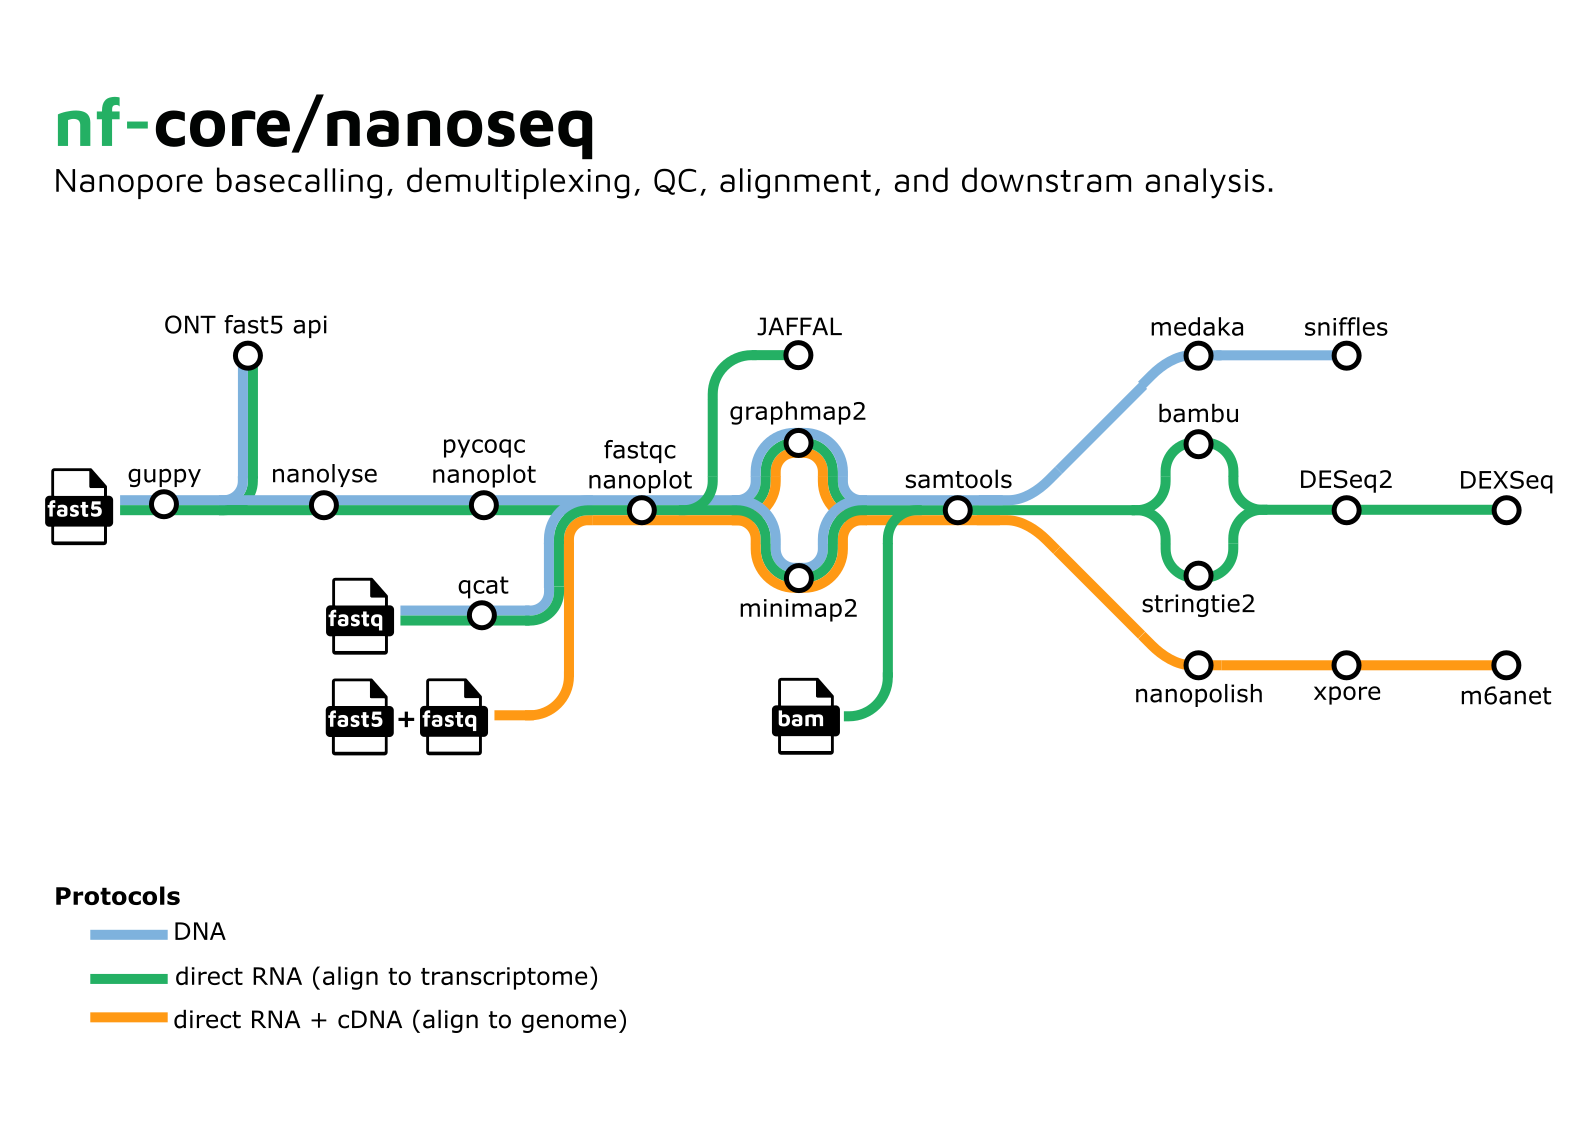 nf-core/nanoseq
Nanopore basecalling, demultiplexing, QC, alignment, and downstram analysis.
ONT fast5 api
JAFFAL
medaka
sniffles
graphmap2
bambu
pycoqc
nanoplot
fastqc
nanoplot
guppy
nanolyse
samtools
DESeq2
DEXSeq
fast5
qcat
minimap2
stringtie2
fastq
nanopolish
xpore
m6anet
fast5 + fastq
bam
Protocols
DNA
direct RNA (align to transcriptome)
direct RNA + cDNA (align to genome)